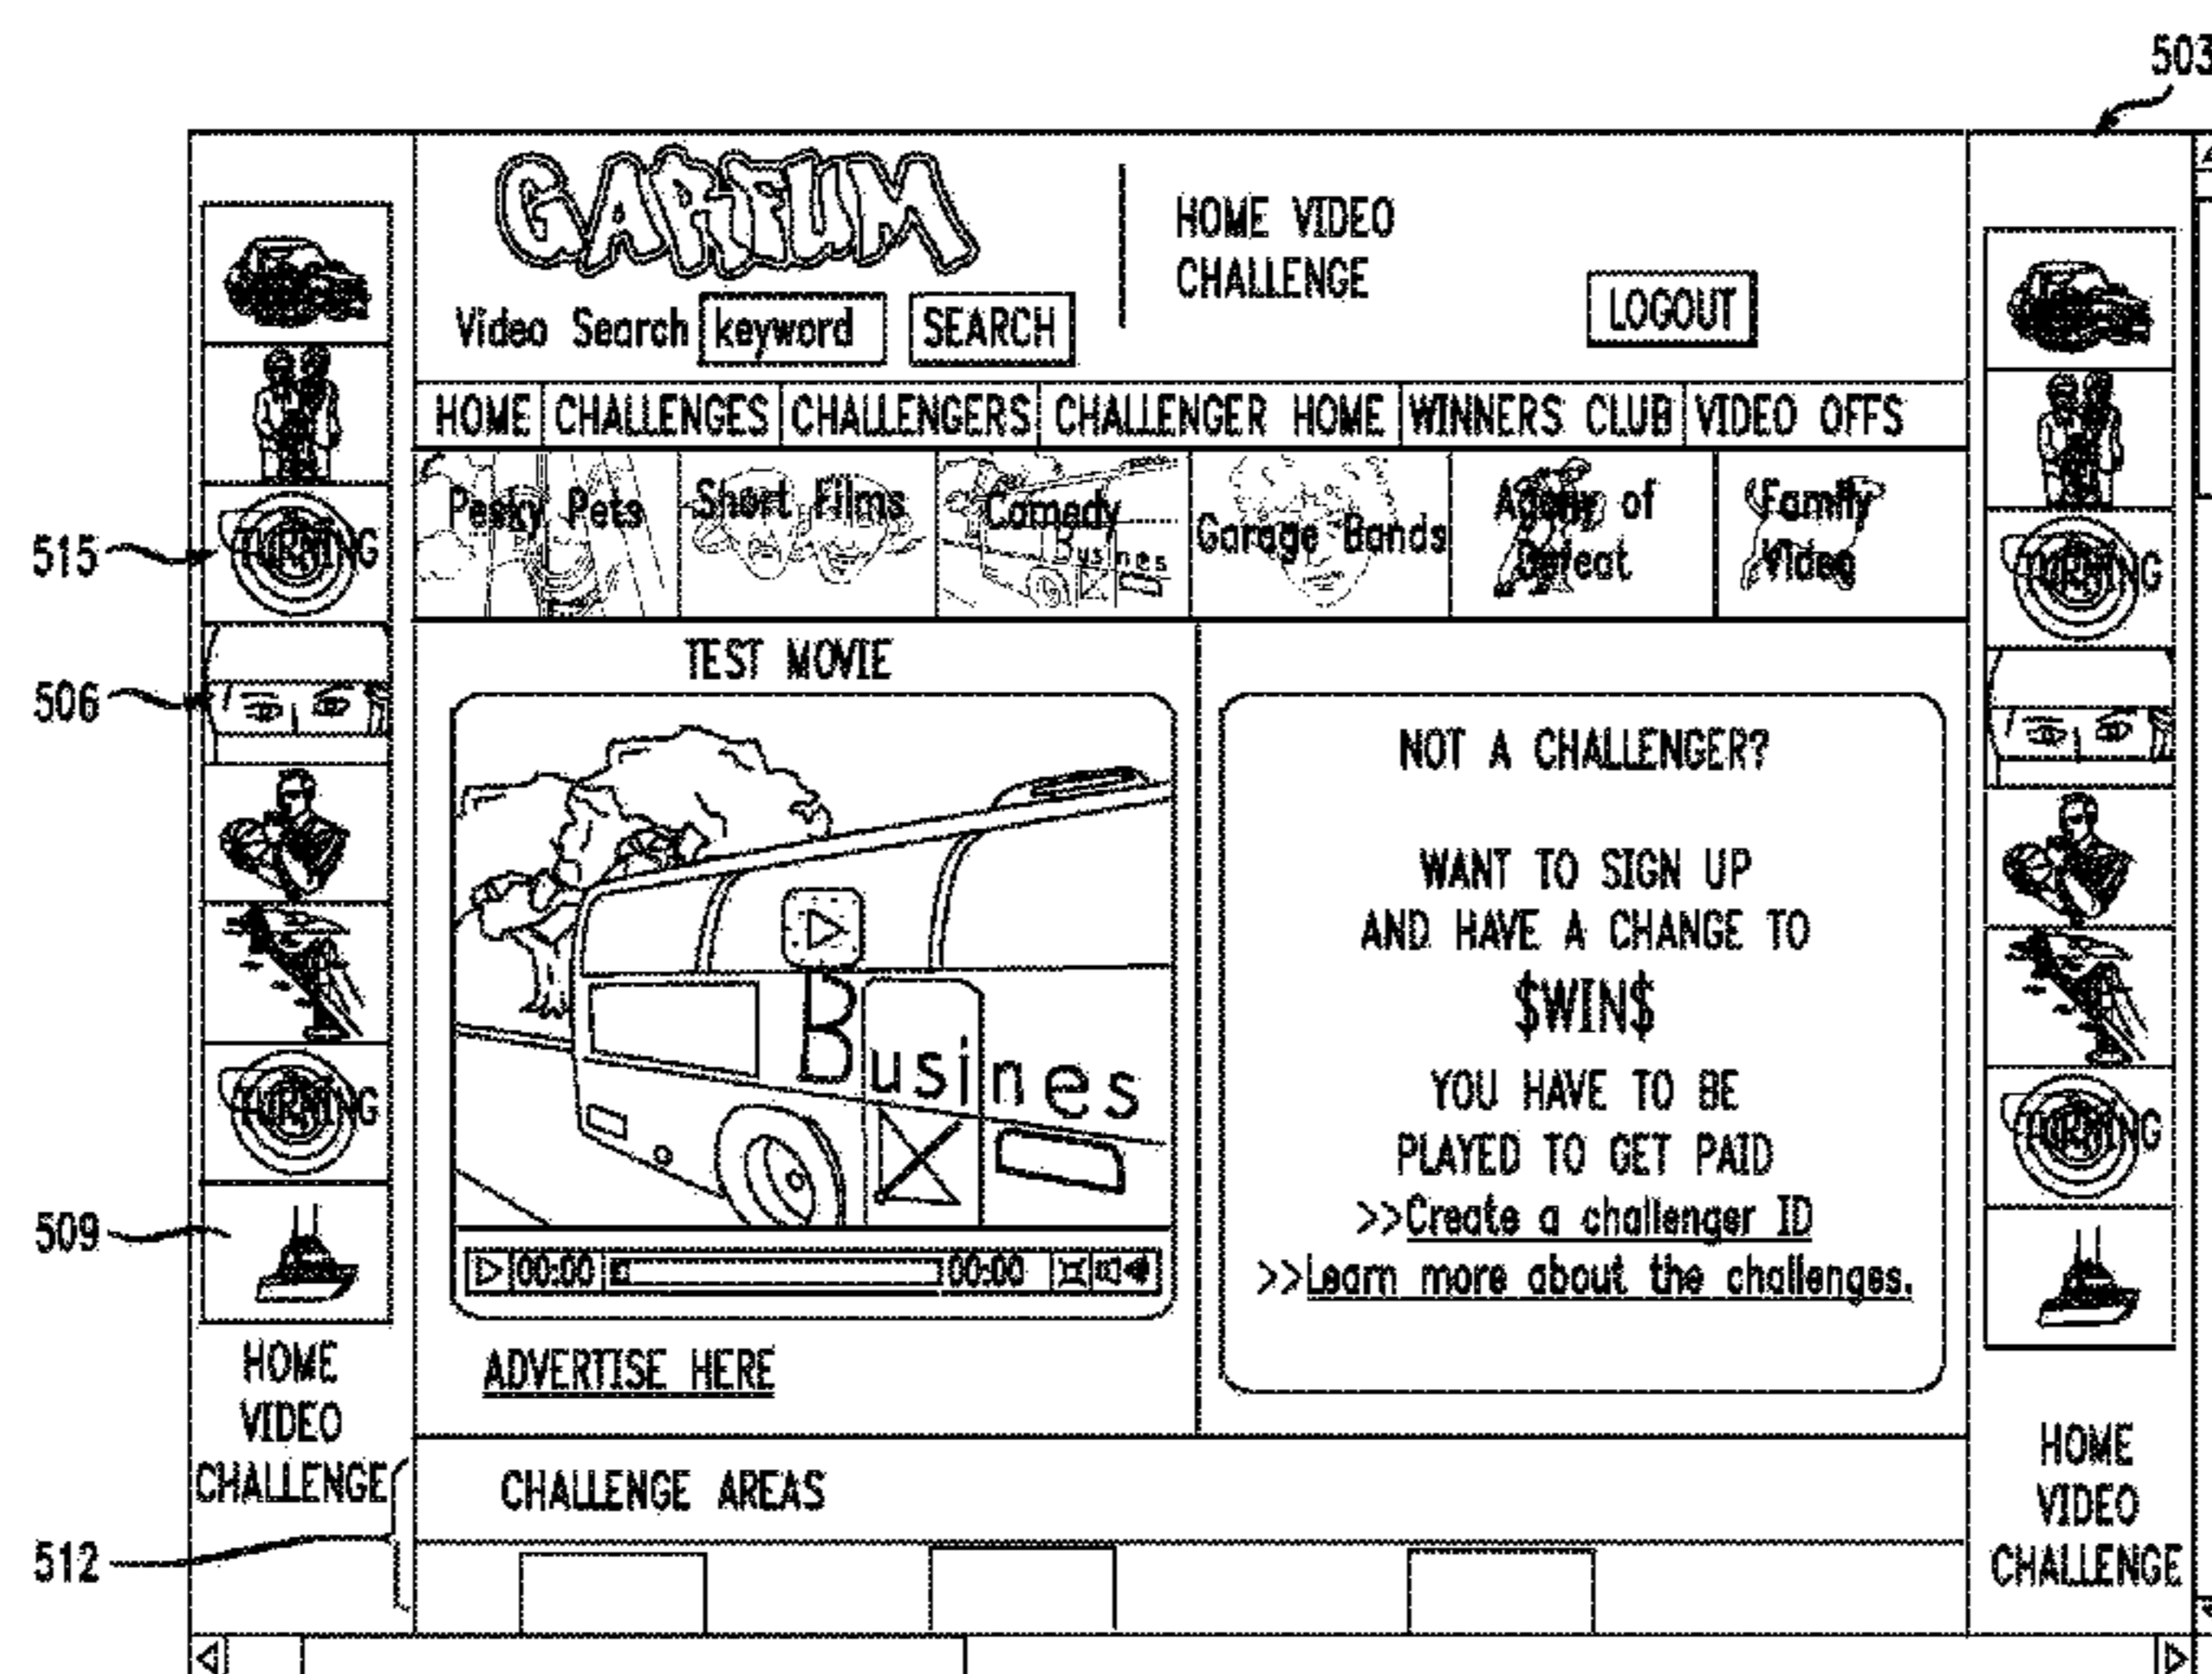 503
GARFUM
HOME VIDEO
CHALLENGE
LOGOUT
Video Search keyword SEARCH
HOME CHALLENGES CHALLENGERS CHALLENGER HOME WINNERS CLUB VIDEO OFFS
Pesky Pets Short Films Comedy Garage Bands Agony of Defeat Family Video
Busines
515
506
509
512
TEST MOVIE
Busines
00:00 00:00
ADVERTISE HERE
NOT A CHALLENGER?
WANT TO SIGN UP
AND HAVE A CHANGE TO
$WIN$
YOU HAVE TO BE
PLAYED TO GET PAID
>>Create a challenger ID
>>Learn more about the challenges.
HOME
VIDEO
CHALLENGE
CHALLENGE AREAS
HOME
VIDEO
CHALLENGE